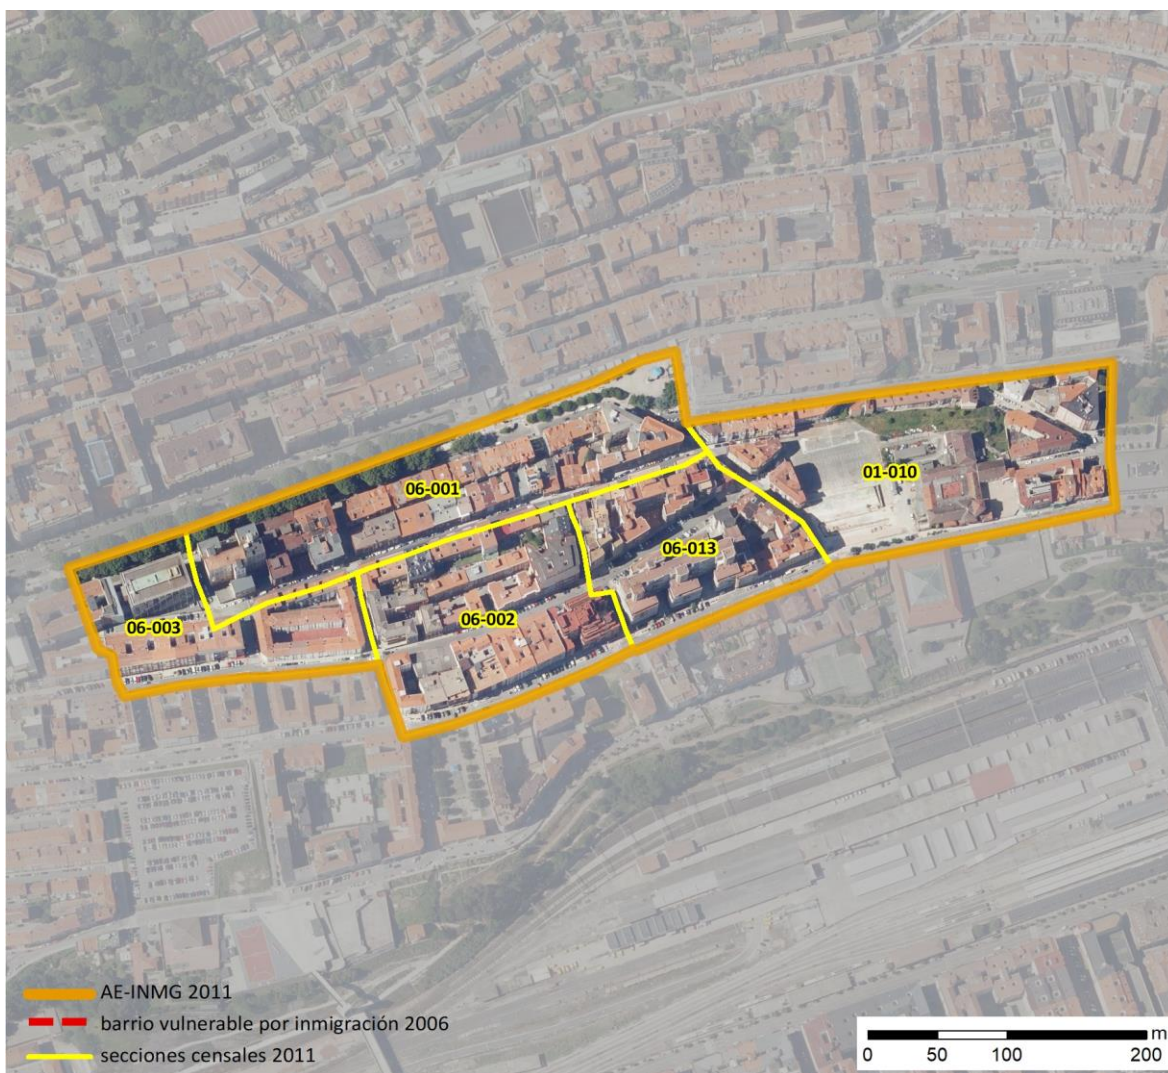 01-010
06-001
06-013
06-003
06-002
AE-INMG 2011
barrio vulnerable por inmigración 2006
secciones censales 2011
m
0 50 100 200